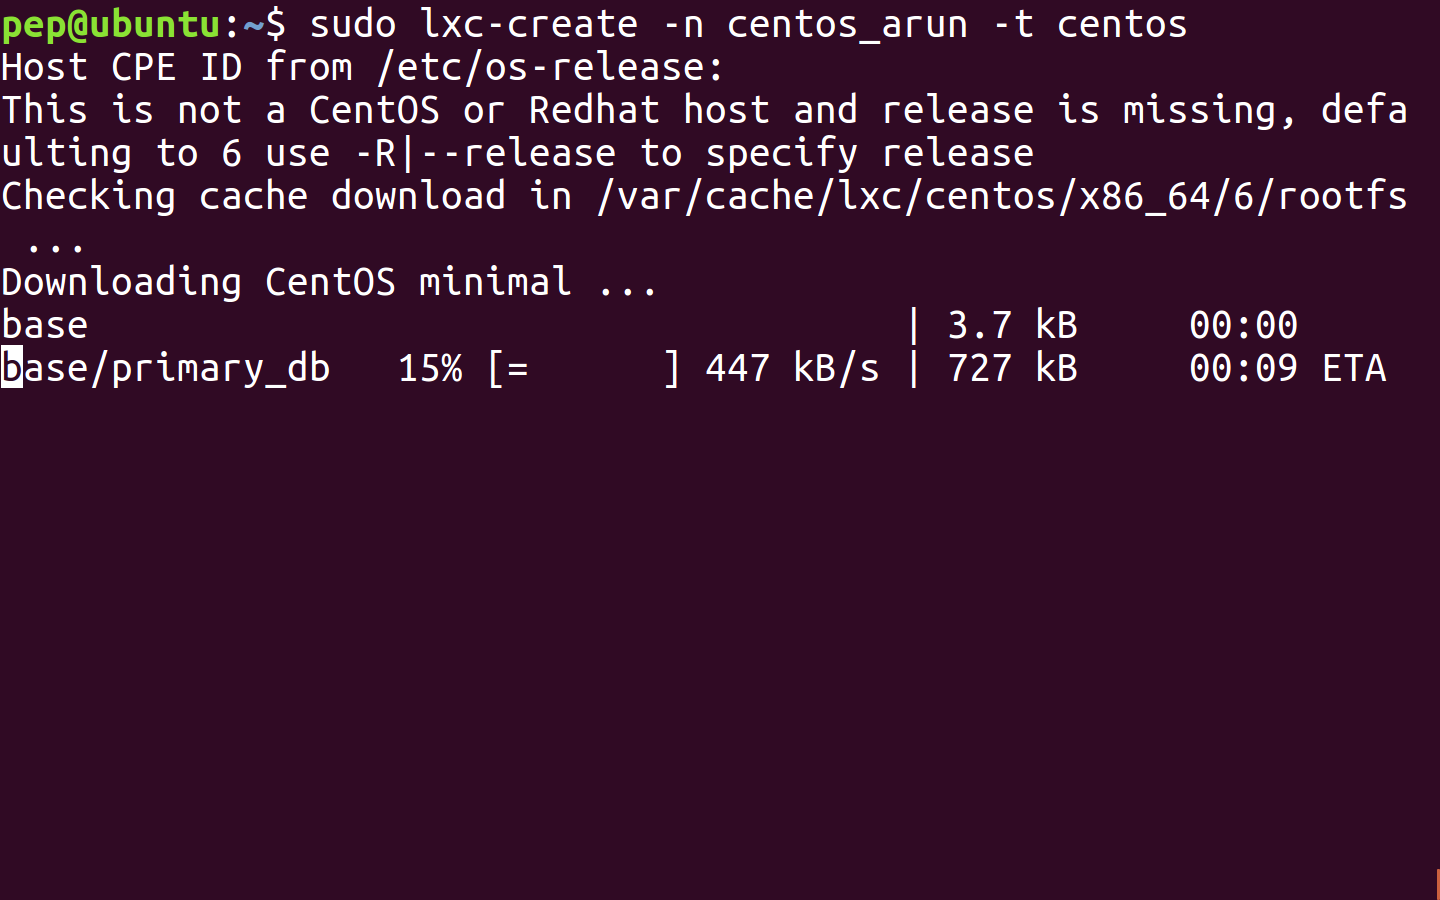 pep@ubuntu:~$ sudo lxc-create -n centos_arun -t centos
Host CPE ID from /etc/os-release:
This is not a CentOS or Redhat host and release is missing, defa
ulting to 6 use -R|--release to specify release
Checking cache download in /var/cache/lxc/centos/x86_64/6/rootfs
 ...
Downloading CentOS minimal ...
base                                     | 3.7 kB     00:00
base/primary_db   15% [=      ] 447 kB/s | 727 kB     00:09 ETA